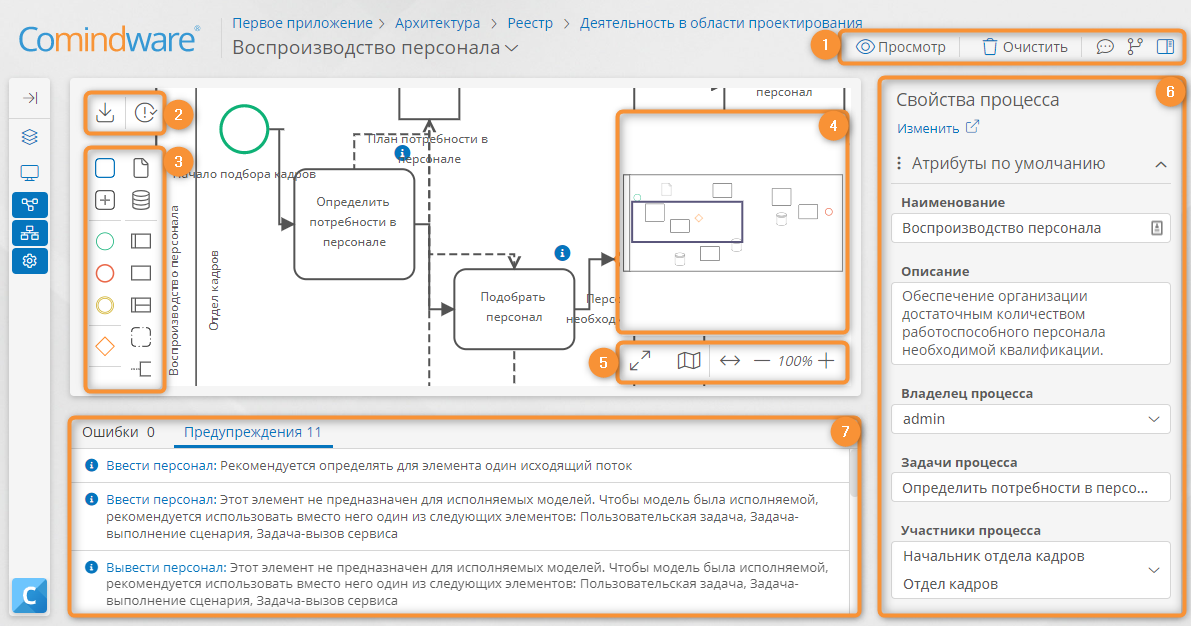 Comindware®
Первое приложение > Архитектура > Реестр > Деятельность в области проектирования
Воспроизводство персонала
1
Просмотр
Очистить
2
3
Воспроизводство персонала
Отдел кадров
Начало подбора кадров
План потребности в
персонале
Определить
потребности в
персонале
Подобрать
персонал
персонал
4
5
100%
6
Свойства процесса
Изменить
Атрибуты по умолчанию
Наименование
Воспроизводство персонала
Описание
Обеспечение организации
достаточным количеством
работоспособного персонала
необходимой квалификации.
Владелец процесса
admin
Задачи процесса
Определить потребности в персо...
Участники процесса
Начальник отдела кадров
Отдел кадров
7
Ошибки 0
Предупреждения 11
Ввести персонал: Рекомендуется определять для элемента один исходящий поток
Ввести персонал: Этот элемент не предназначен для исполняемых моделей. Чтобы модель была исполняемой,
рекомендуется использовать вместо него один из следующих элементов: Пользовательская задача, Задача-
выполнение сценария, Задача-вызов сервиса
Вывести персонал: Этот элемент не предназначен для исполняемых моделей. Чтобы модель была исполняемой,
рекомендуется использовать вместо него один из следующих элементов: Пользовательская задача, Задача-
выполнение сценария, Задача-вызов сервиса
C